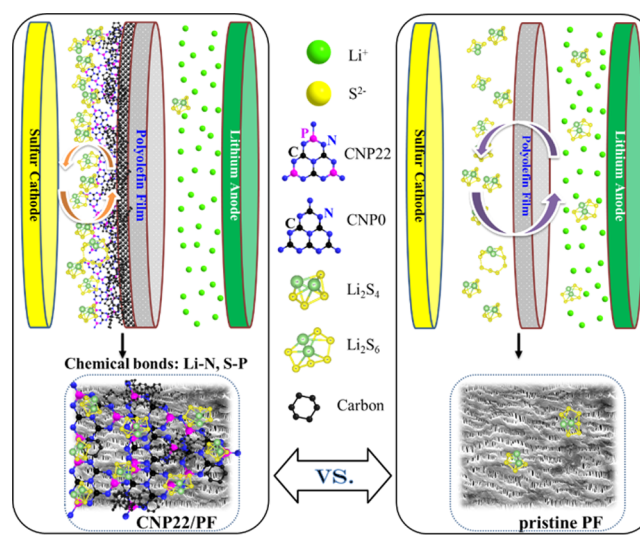 Sulfur Cathode
Polyolefin Film
Lithium Anode
Chemical bonds: Li-N, S-P
CNP22/PF
Li⁺
S²⁻
P
N
C
CNP22
C
N
CNP0
Li₂S₄
Li₂S₆
Carbon
VS.
Sulfur Cathode
Polyolefin Film
Lithium Anode
pristine PF